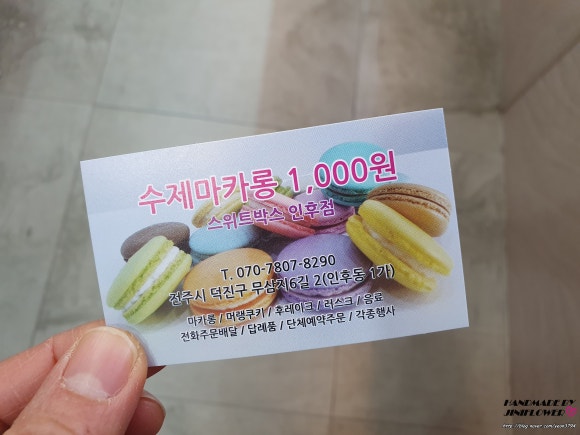 수제마카롱 1,000원
스위트박스 인후점
T. 070-7807-8290
전주시 덕진구 무삼지6길 2(인후동 1가)
마카롱 / 머랭쿠키 / 후레이크 / 러스크 / 음료
전화주문배달 / 답례품 / 단체예약주문 / 각종행사
HANDMADE BY
JINIFLOWER